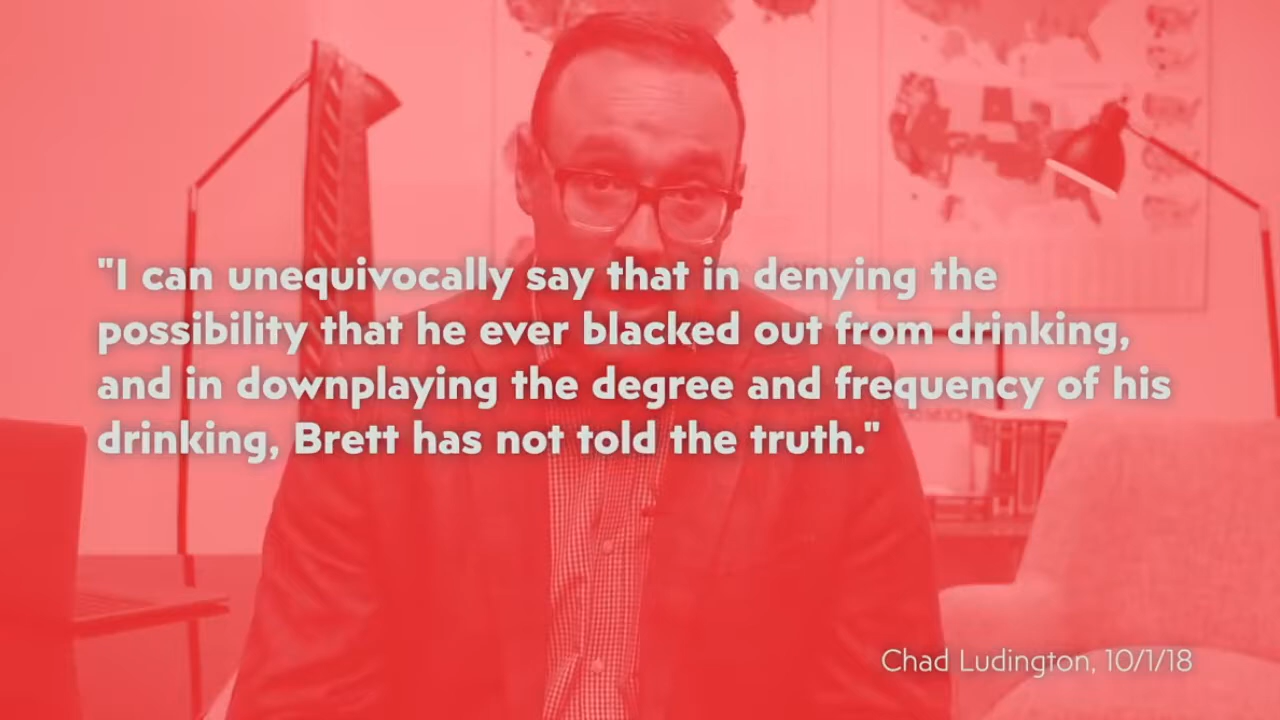 "I can unequivocally say that in denying the
possibility that he ever blacked out from drinking,
and in downplaying the degree and frequency of his
drinking, Brett has not told the truth."
Chad Ludington, 10/1/18